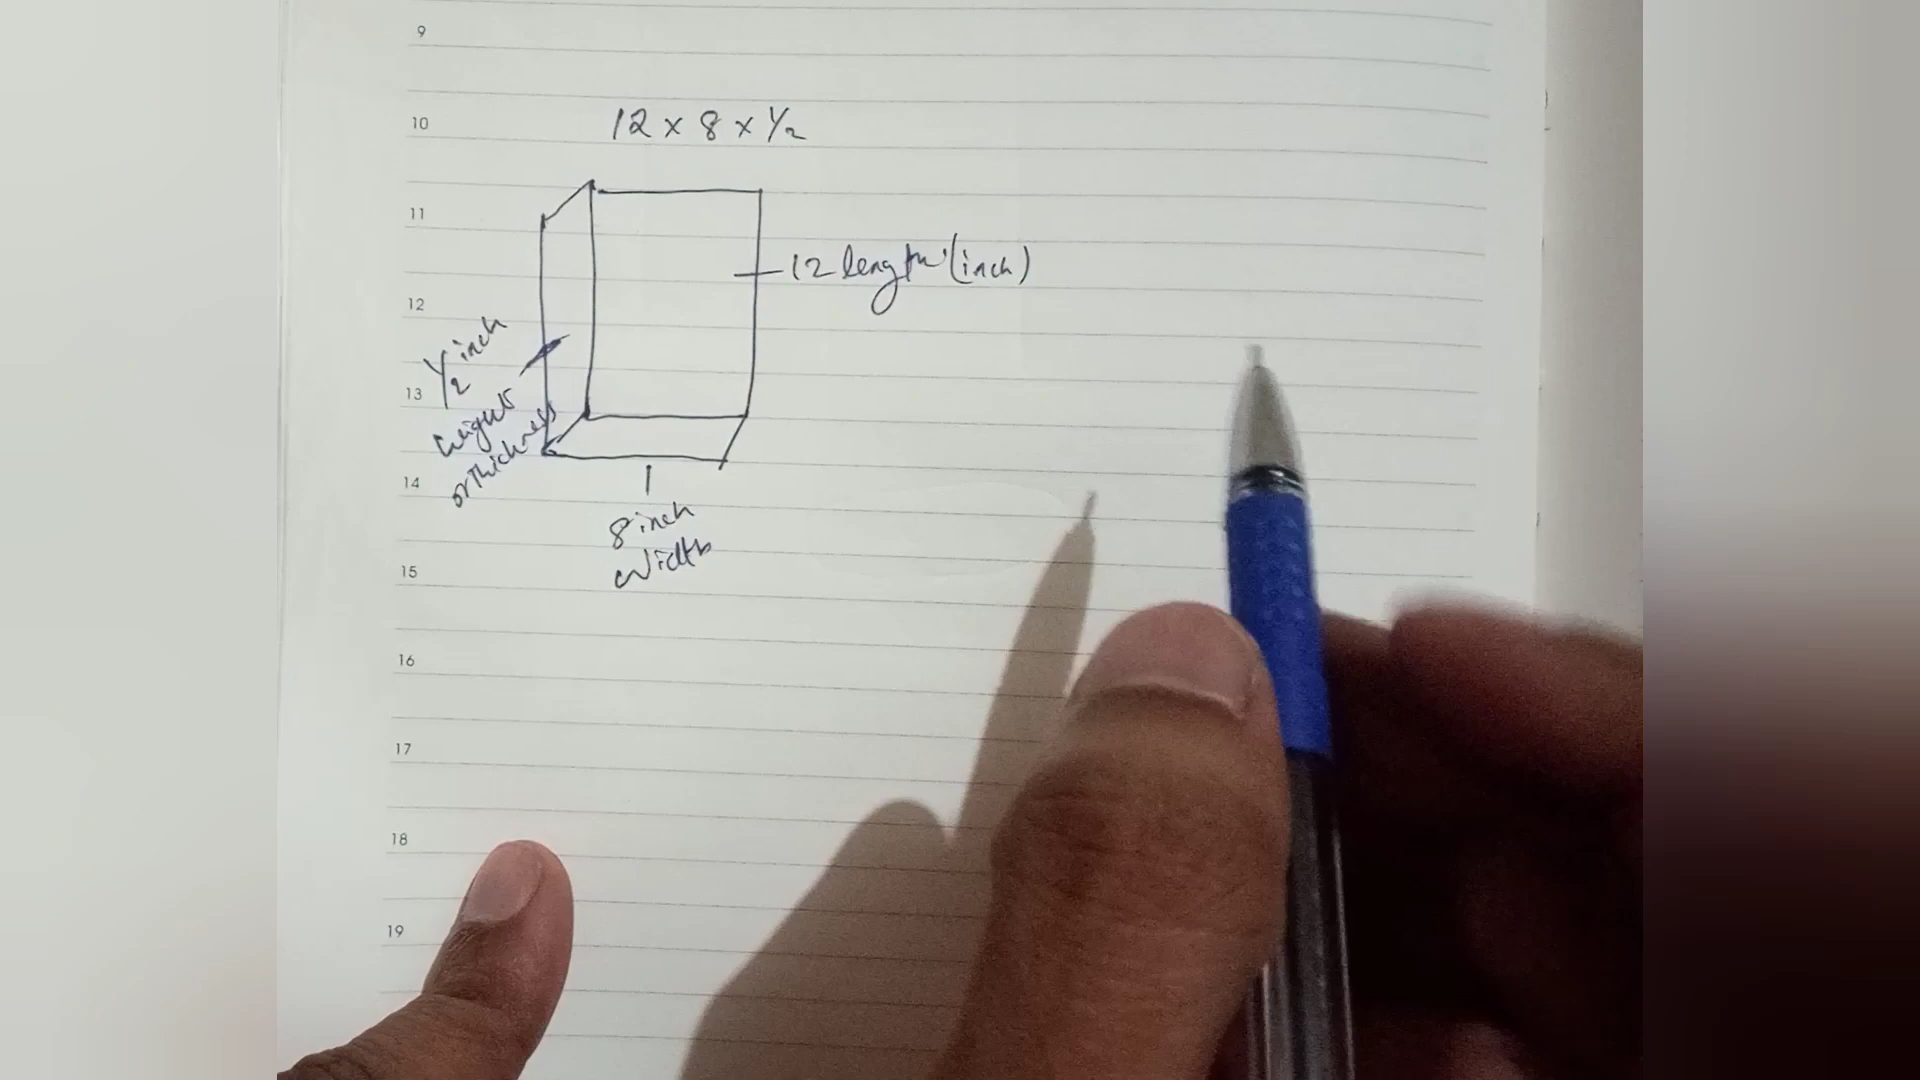 9
10
12 x 8 x ½
11
12 length (inch)
12
½ inch
height
or thickness
13
14
8 inch
width
15
16
17
18
19